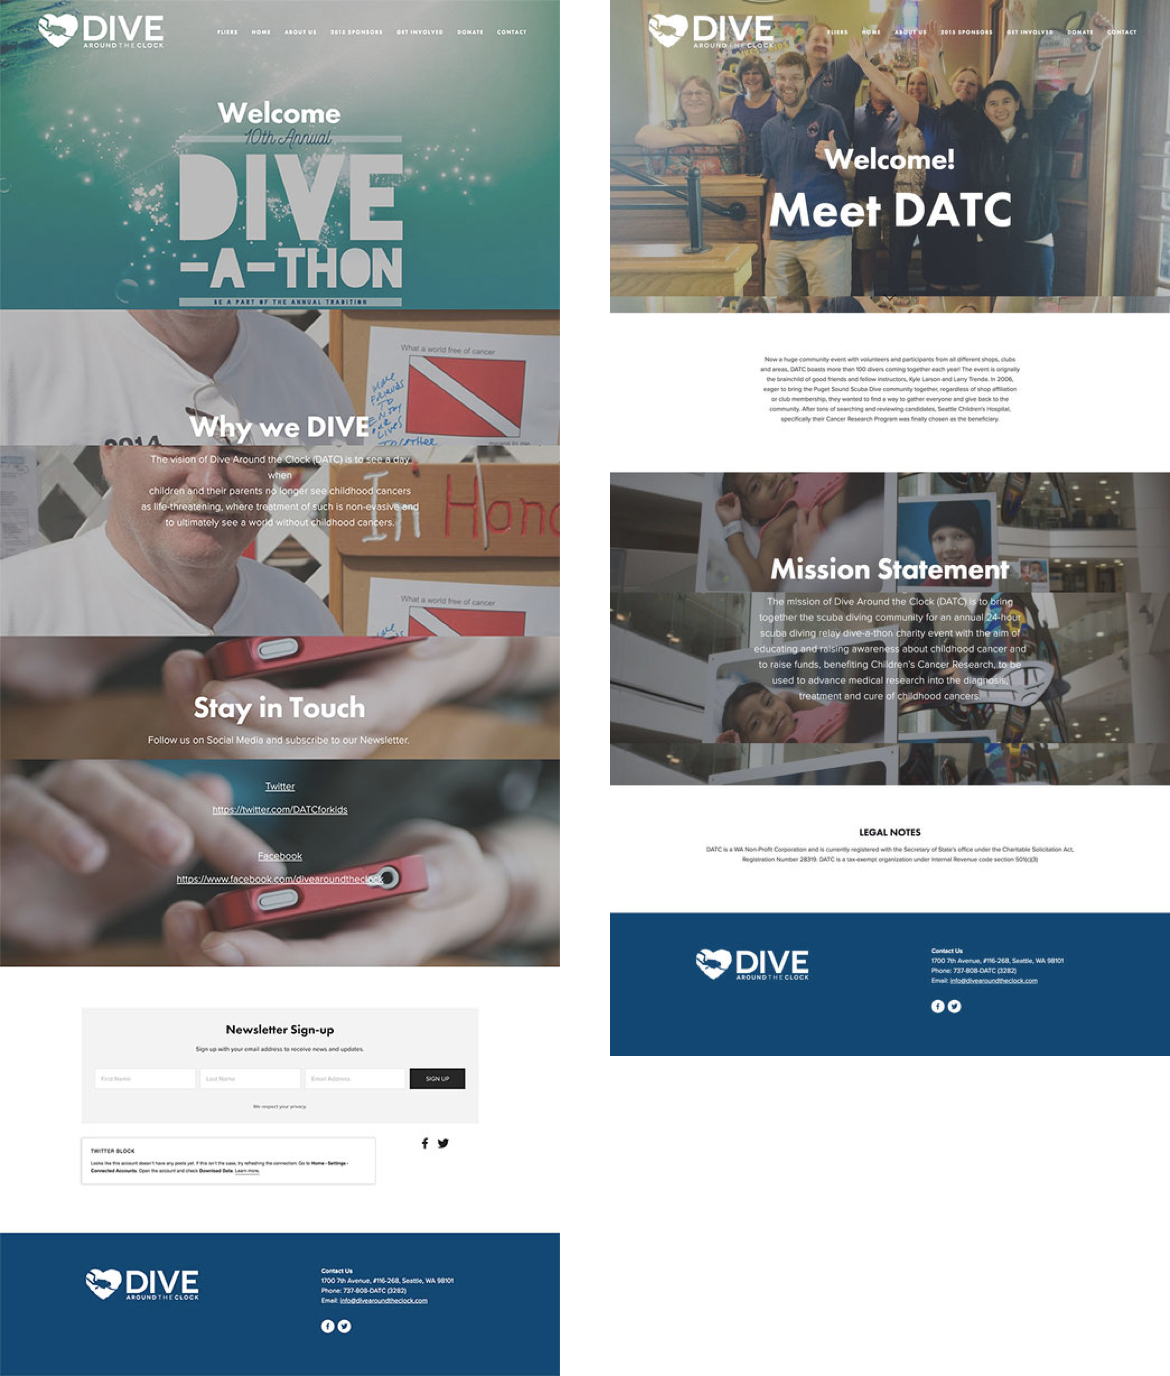 DIVE
AROUND THE CLOCK
FLIERS HOME ABOUT US 2015 SPONSORS GET INVOLVED DONATE CONTACT
Welcome
10th Annual
DIVE
-A-THON
BE A PART OF THE ANNUAL TRADITION
What a world free of cancer
MORE
FRIENDS
TO
ENJOY
OUR
LIVES
TOGETHER
2014
Why we DIVE
The vision of Dive Around the Clock (DATC) is to see a day
when
children and their parents no longer see childhood cancers
as life-threatening, where treatment of such is non-evasive and
to ultimately see a world without childhood cancers.
In Hono
What a world free of cancer
Stay in Touch
Follow us on Social Media and subscribe to our Newsletter.
Twitter
https://twitter.com/DATCforkids
Facebook
https://www.facebook.com/divearoundtheclock
Newsletter Sign-up
Sign up with your email address to receive news and updates.
First Name Last Name Email Address SIGN UP
We respect your privacy.
TWITTER BLOCK
Looks like this account doesn't have any posts yet. If this isn't the case, try refreshing the connection. Go to Home › Settings ›
Connected Accounts. Open the account and check Download Data. Learn more.
DIVE
AROUND THE CLOCK
Contact Us
1700 7th Avenue, #116-268, Seattle, WA 98101
Phone: 737-808-DATC (3282)
Email: info@divearoundtheclock.com
DIVE
AROUND THE CLOCK
FLIERS HOME ABOUT US 2015 SPONSORS GET INVOLVED DONATE CONTACT
Welcome!
Meet DATC
Now a huge community event with volunteers and participants from all different shops, clubs
and areas, DATC boasts more than 100 divers coming together each year! The event is originally
the brainchild of good friends and fellow instructors, Kyle Larson and Larry Trenda. In 2006,
eager to bring the Puget Sound Scuba Dive community together, regardless of shop affiliation
or club membership, they wanted to find a way to gather everyone and give back to the
community. After tons of searching and reviewing candidates, Seattle Children's Hospital,
specifically their Cancer Research Program was finally chosen as the beneficiary.
Mission Statement
The mission of Dive Around the Clock (DATC) is to bring
together the scuba diving community for an annual 24-hour
scuba diving relay dive-a-thon charity event with the aim of
educating and raising awareness about childhood cancer and
to raise funds, benefiting Children's Cancer Research, to be
used to advance medical research into the diagnosis,
treatment and cure of childhood cancers.
LEGAL NOTES
DATC is a WA Non-Profit Corporation and is currently registered with the Secretary of State's office under the Charitable Solicitation Act,
Registration Number 28319. DATC is a tax-exempt organization under Internal Revenue code section 501(c)(3)
DIVE
AROUND THE CLOCK
Contact Us
1700 7th Avenue, #116-268, Seattle, WA 98101
Phone: 737-808-DATC (3282)
Email: info@divearoundtheclock.com